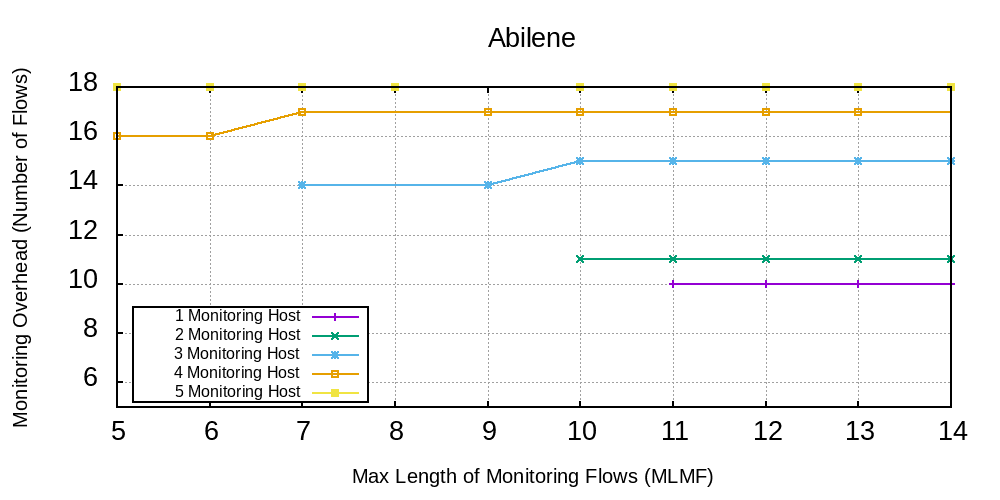 Abilene
Monitoring Overhead (Number of Flows)
18
16
14
12
10
8
6
1 Monitoring Host
2 Monitoring Host
3 Monitoring Host
4 Monitoring Host
5 Monitoring Host
5 6 7 8 9 10 11 12 13 14
Max Length of Monitoring Flows (MLMF)